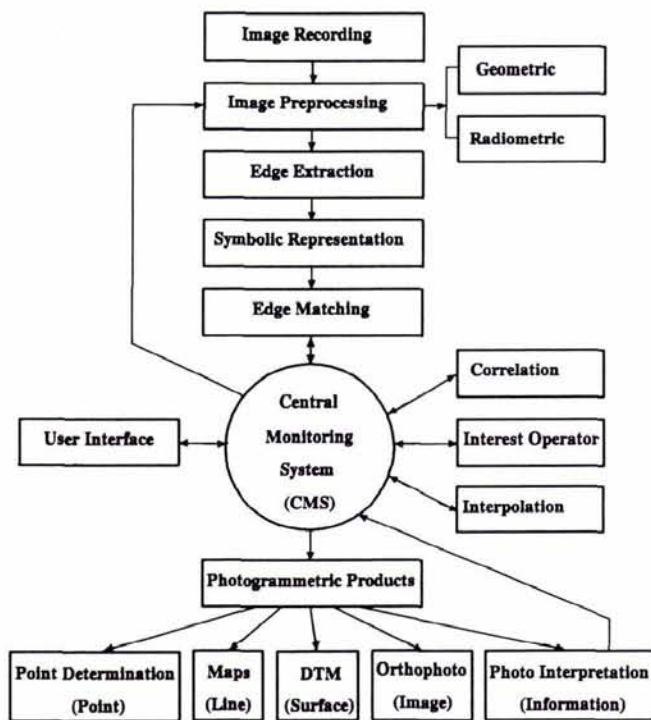 Image Recording
Image Preprocessing
Geometric
Radiometric
Edge Extraction
Symbolic Representation
Edge Matching
Central
Monitoring
System
(CMS)
User Interface
Correlation
Interest Operator
Interpolation
Photogrammetric Products
Point Determination
(Point)
Maps
(Line)
DTM
(Surface)
Orthophoto
(Image)
Photo Interpretation
(Information)